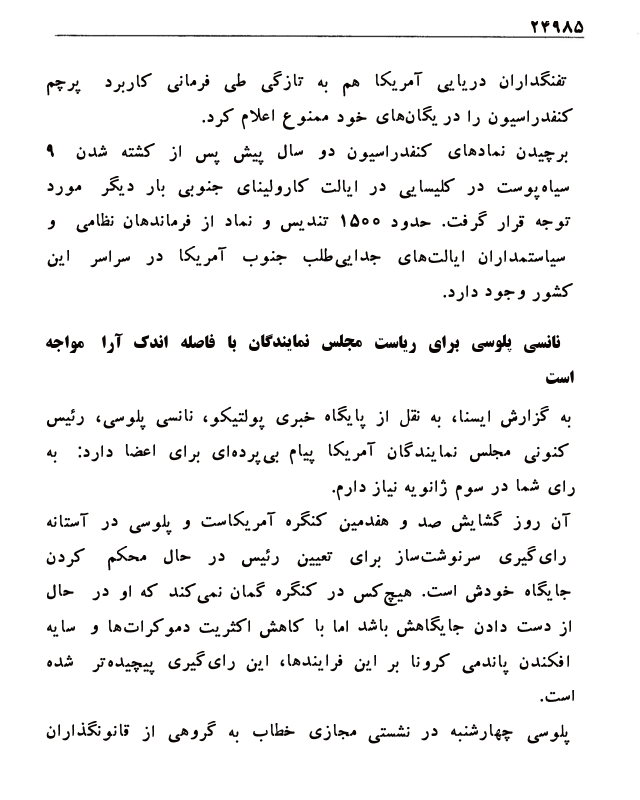 ۲۴۹۸۵
تفنگداران دریایی آمریکا هم به تازگی طی فرمانی کاربرد پرچم
کنفدراسیون را در یگان‌های خود ممنوع اعلام کرد.
برچیدن نمادهای کنفدراسیون دو سال پیش پس از کشته شدن ۹
سیاه‌پوست در کلیسایی در ایالت کارولینای جنوبی بار دیگر مورد
توجه قرار گرفت. حدود ۱۵۰۰ تندیس و نماد از فرماندهان نظامی و
سیاستمداران ایالت‌های جدایی‌طلب جنوب آمریکا در سراسر این
کشور وجود دارد.
نانسی پلوسی برای ریاست مجلس نمایندگان با فاصله اندک آرا مواجه
است
به گزارش ایسنا، به نقل از پایگاه خبری پولتیکو، نانسی پلوسی، رئیس
کنونی مجلس نمایندگان آمریکا پیام بی‌پرده‌ای برای اعضا دارد: به
رای شما در سوم ژانویه نیاز دارم.
آن روز گشایش صد و هفدمین کنگره آمریکاست و پلوسی در آستانه
رای‌گیری سرنوشت‌ساز برای تعیین رئیس در حال محکم کردن
جایگاه خودش است. هیچ‌کس در کنگره گمان نمی‌کند که او در حال
از دست دادن جایگاهش باشد اما با کاهش اکثریت دموکرات‌ها و سایه
افکندن پاندمی کرونا بر این فرایندها، این رای‌گیری پیچیده‌تر شده
است.
پلوسی چهارشنبه در نشستی مجازی خطاب به گروهی از قانونگذاران